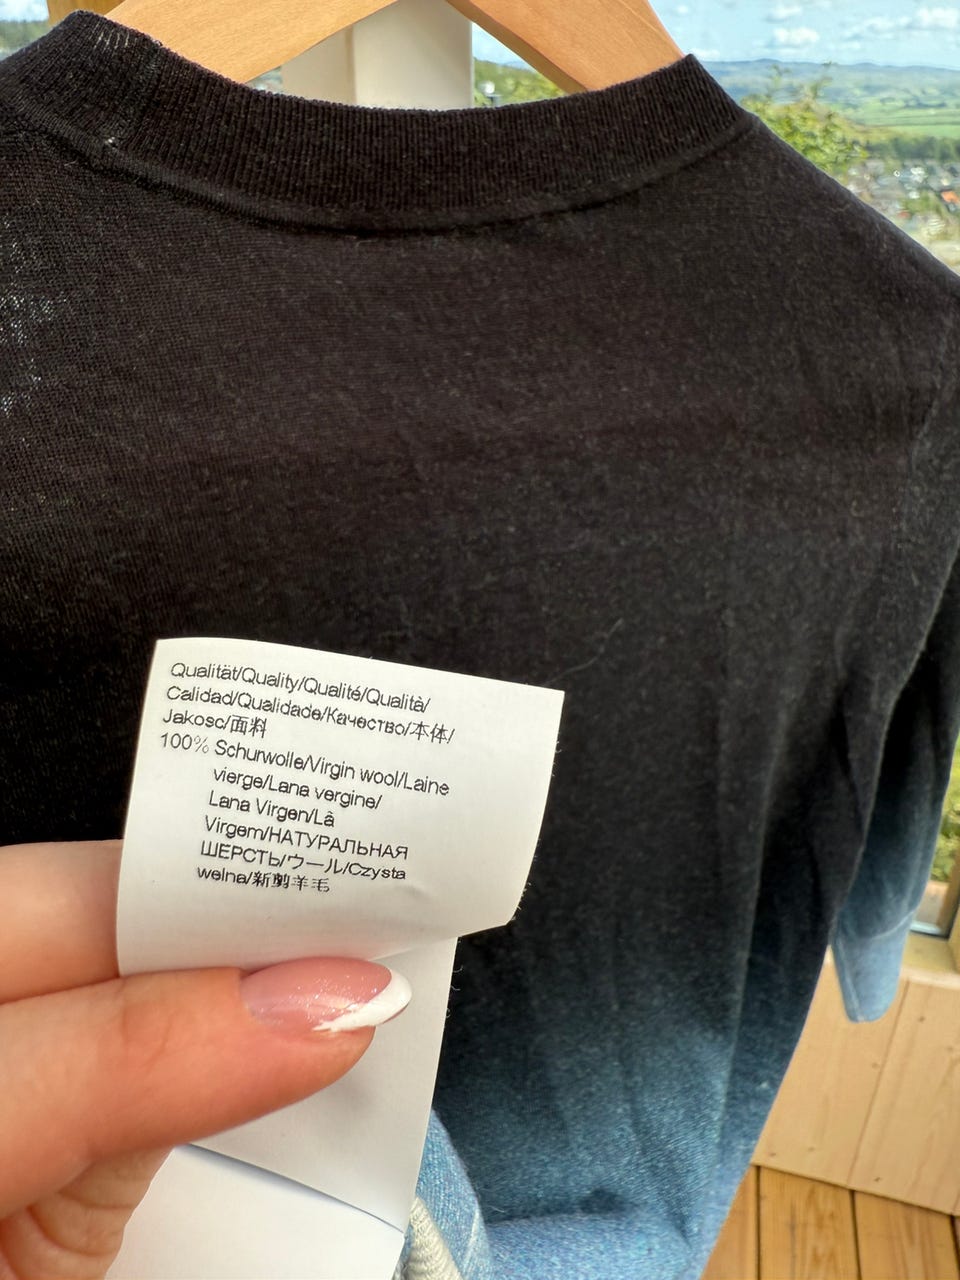 Qualität/Quality/Qualité/Qualità/
Calidad/Qualidade/Качество/本体/
Jakosc/面料
100% Schurwolle/Virgin wool/Laine
vierge/Lana vergine/
Lana Virgen/Lã
Virgem/НАТУРАЛЬНАЯ
ШЕРСТЬ/ウール/Czysta
welna/新剪羊毛